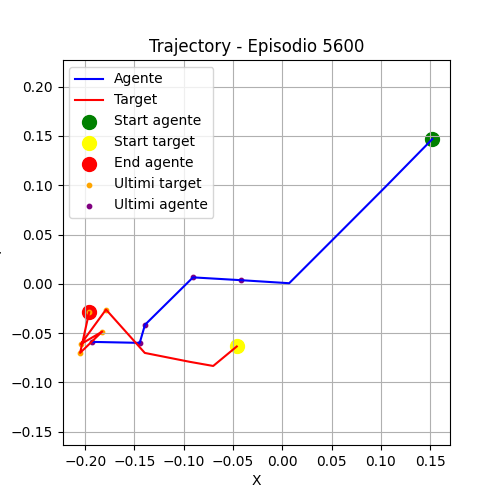 Trajectory - Episodio 5600
Agente
Target
Start agente
Start target
End agente
Ultimi target
Ultimi agente
0.20
0.15
0.10
0.05
0.00
−0.05
−0.10
−0.15
−0.20
−0.15
−0.10
−0.05
0.00
0.05
0.10
0.15
X